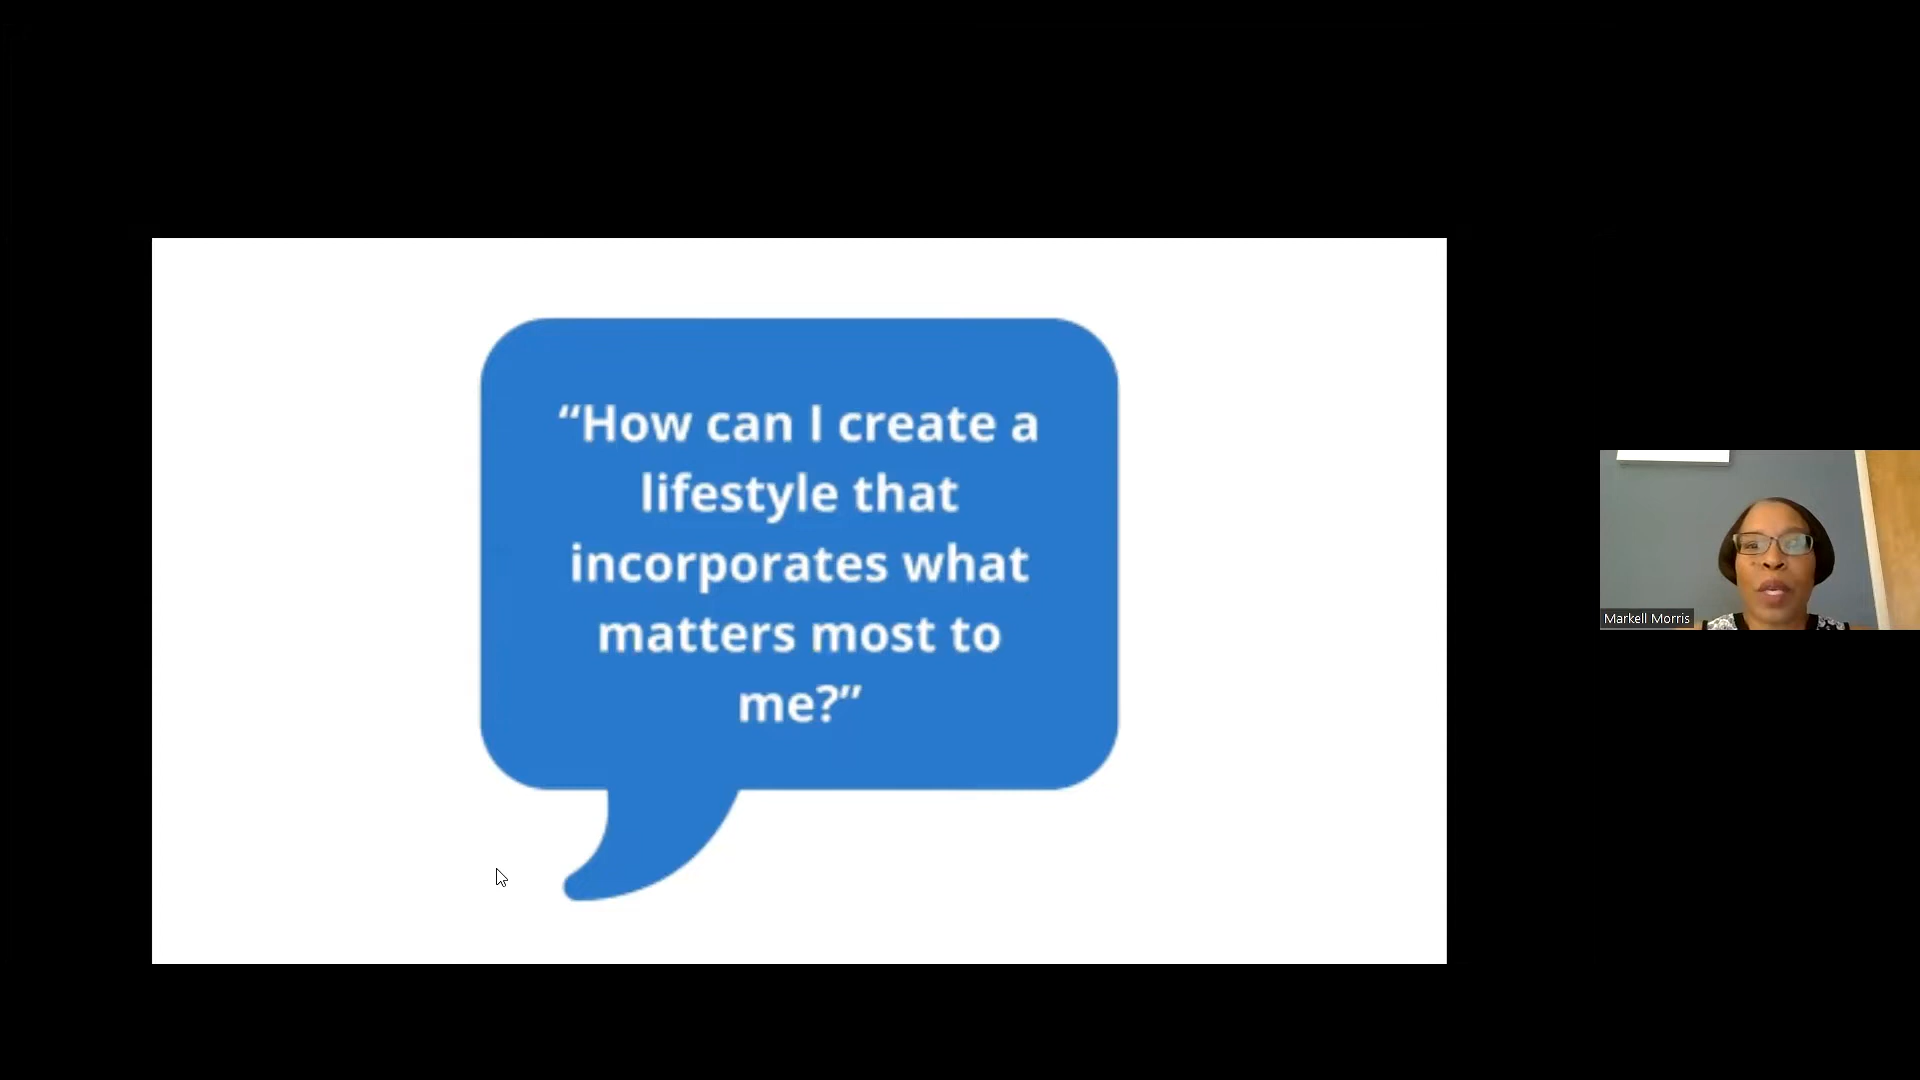 “How can I create a
lifestyle that
incorporates what
matters most to
me?”
Markell Morris